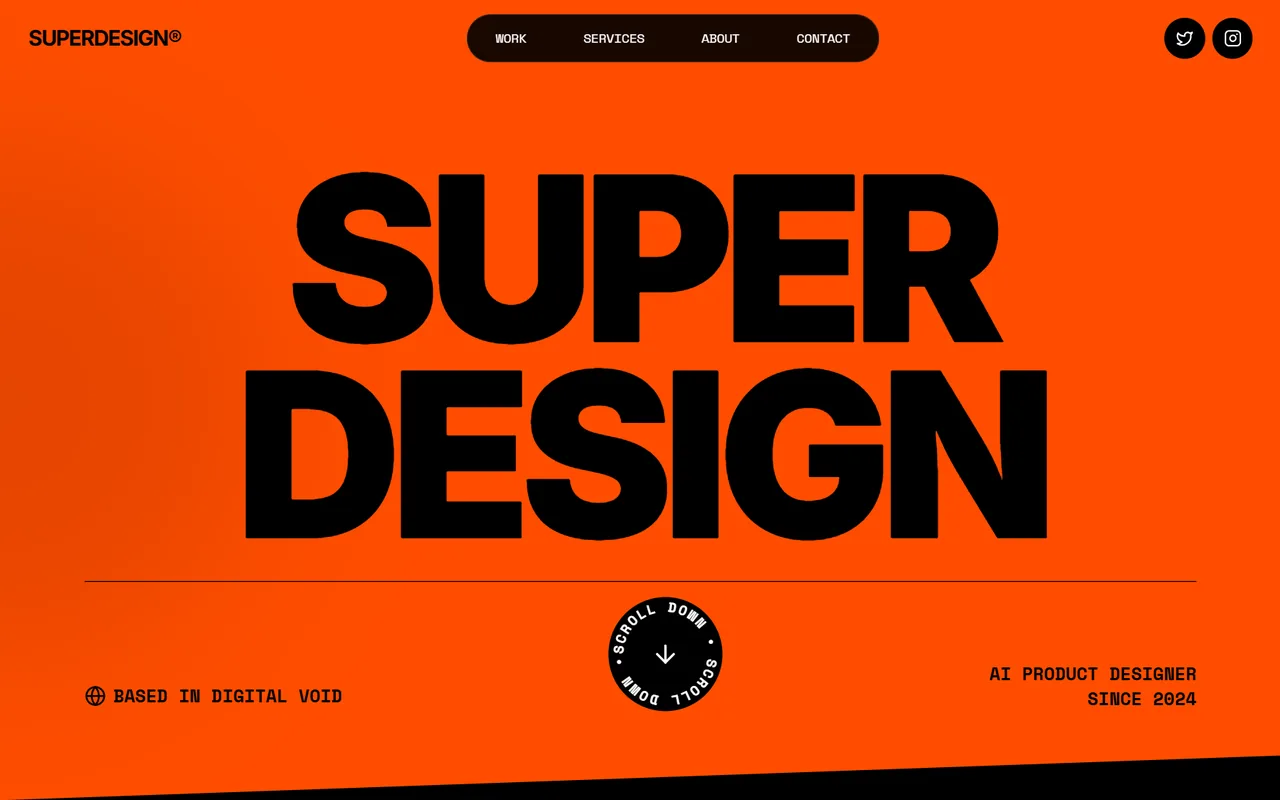 SUPERDESIGN®
WORK SERVICES ABOUT CONTACT
SUPER
DESIGN
SCROLL DOWN • SCROLL DOWN •
BASED IN DIGITAL VOID
AI PRODUCT DESIGNER
SINCE 2024